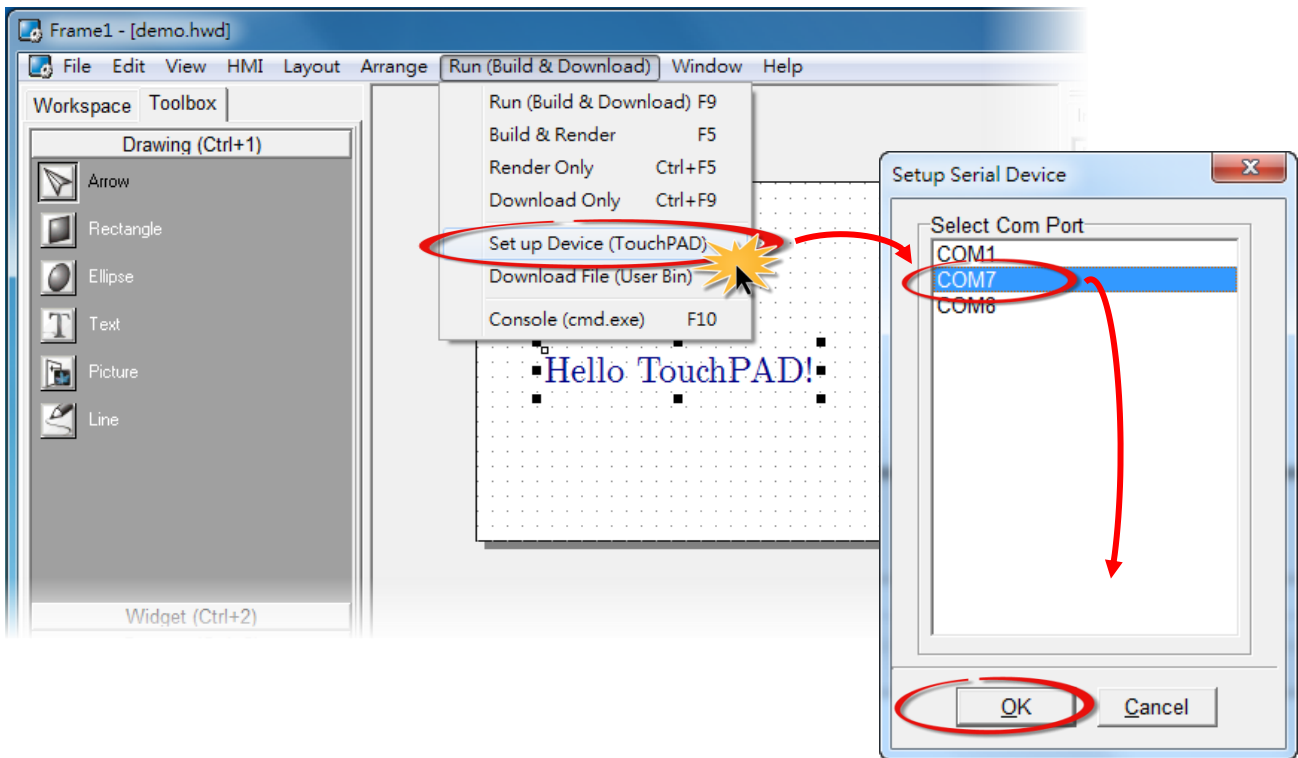 Frame1 - [demo.hwd]
File Edit View HMI Layout Arrange Run (Build & Download) Window Help
Workspace Toolbox
Drawing (Ctrl+1)
Arrow
Rectangle
Ellipse
Text
Picture
Line
Widget (Ctrl+2)
Run (Build & Download) F9
Build & Render F5
Render Only Ctrl+F5
Download Only Ctrl+F9
Set up Device (TouchPAD)
Download File (User Bin)
Console (cmd.exe) F10
Hello TouchPAD!
Setup Serial Device
Select Com Port
COM1
COM7
COM8
OK Cancel